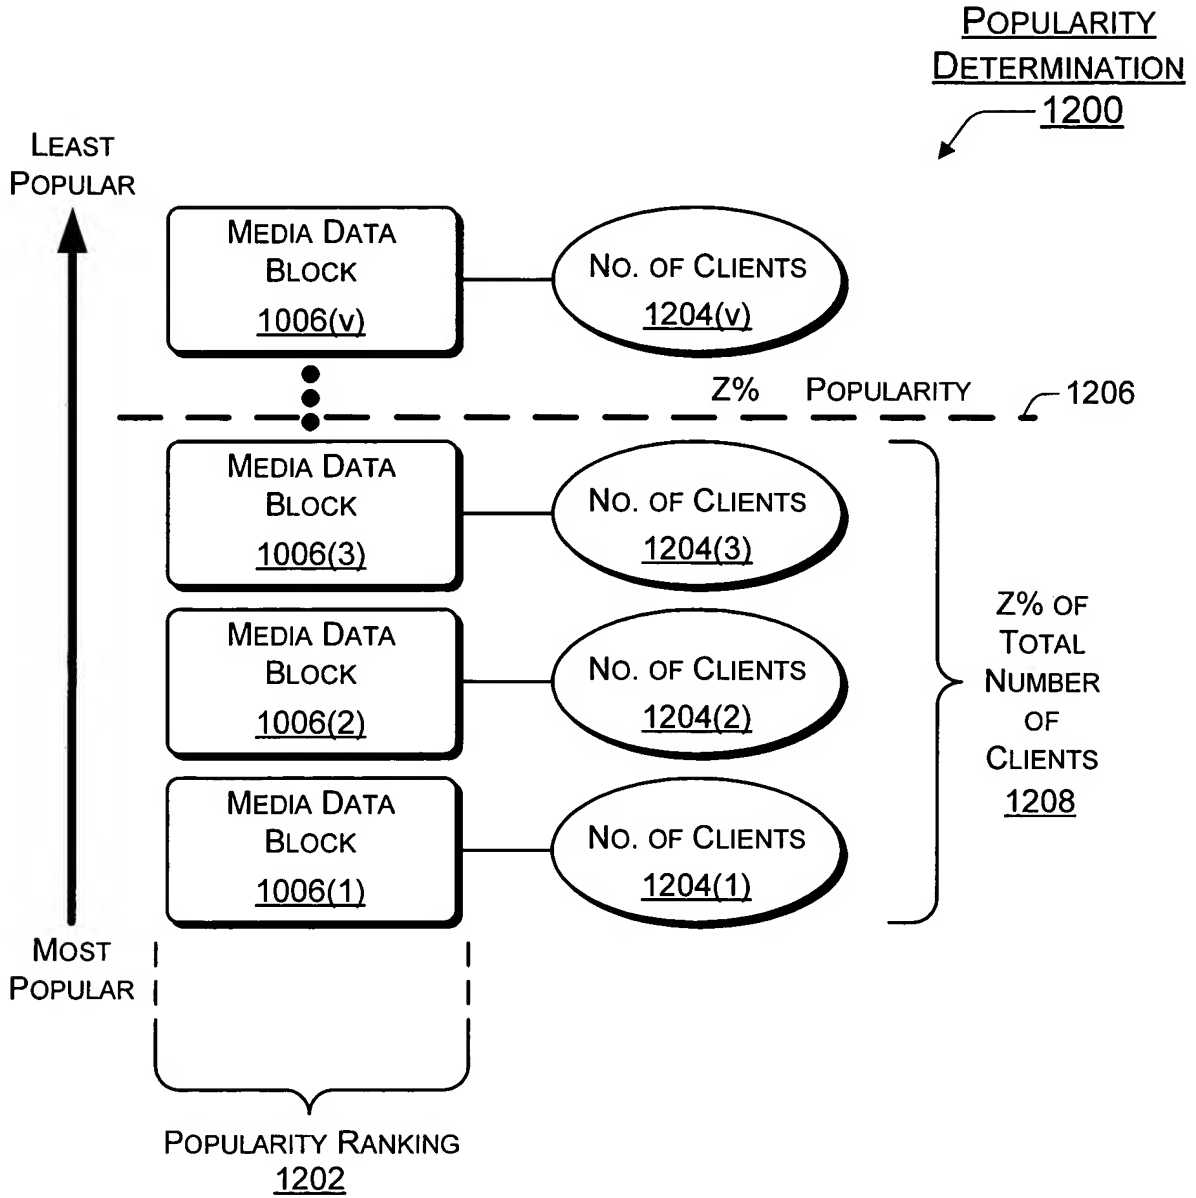 POPULARITY
DETERMINATION
1200
LEAST
POPULAR
MEDIA DATA
BLOCK
1006(v)
NO. OF CLIENTS
1204(v)
Z% POPULARITY
1206
MEDIA DATA
BLOCK
1006(3)
NO. OF CLIENTS
1204(3)
MEDIA DATA
BLOCK
1006(2)
NO. OF CLIENTS
1204(2)
MEDIA DATA
BLOCK
1006(1)
NO. OF CLIENTS
1204(1)
Z% OF
TOTAL
NUMBER
OF
CLIENTS
1208
MOST
POPULAR
POPULARITY RANKING
1202